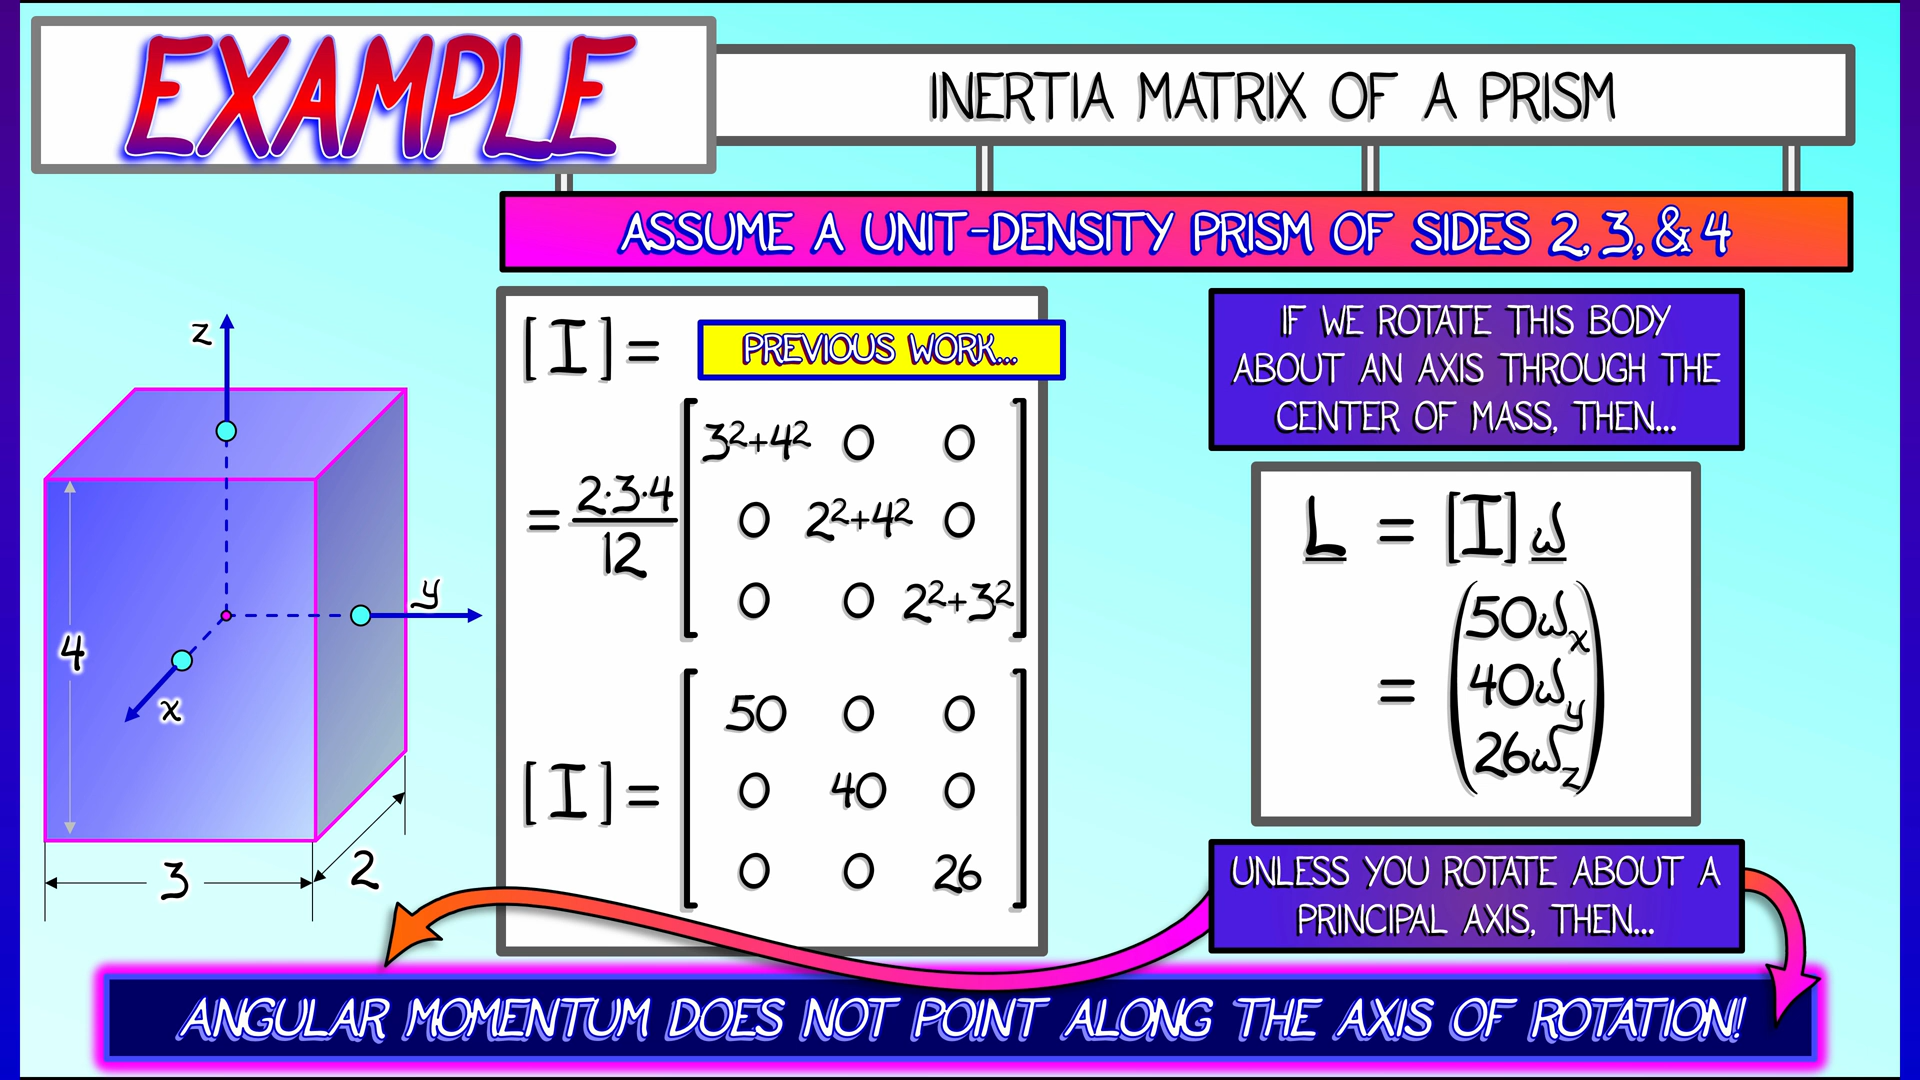 EXAMPLE
INERTIA MATRIX OF A PRISM
ASSUME A UNIT-DENSITY PRISM OF SIDES 2, 3, & 4
z
y
x
4
3
2
[I] =
PREVIOUS WORK...
= 2·3·4/12 [3²+4² 0 0
0 2²+4² 0
0 0 2²+3²]
[I] = [50 0 0
0 40 0
0 0 26]
IF WE ROTATE THIS BODY
ABOUT AN AXIS THROUGH THE
CENTER OF MASS, THEN...
L = [I] ω
= (50ωx
40ωy
26ωz)
UNLESS YOU ROTATE ABOUT A
PRINCIPAL AXIS, THEN...
ANGULAR MOMENTUM DOES NOT POINT ALONG THE AXIS OF ROTATION!